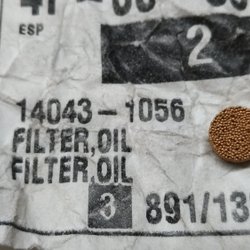 ESP
2
14043-1056
FILTER,OIL
FILTER,OIL
3 891/13